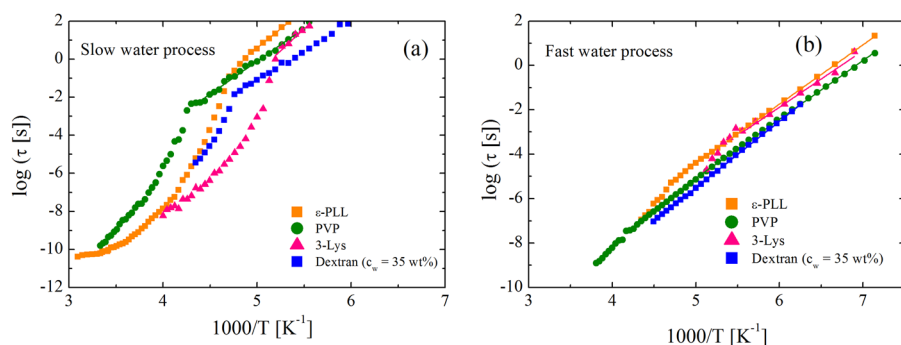 Slow water process
(a)
log (τ [s])
2
0
-2
-4
-6
-8
-10
-12
ε-PLL
PVP
3-Lys
Dextran (c_w = 35 wt%)
3
4
5
6
7
1000/T [K⁻¹]
Fast water process
(b)
log (τ [s])
2
0
-2
-4
-6
-8
-10
ε-PLL
PVP
3-Lys
Dextran (c_w = 35 wt%)
3
4
5
6
7
1000/T [K⁻¹]